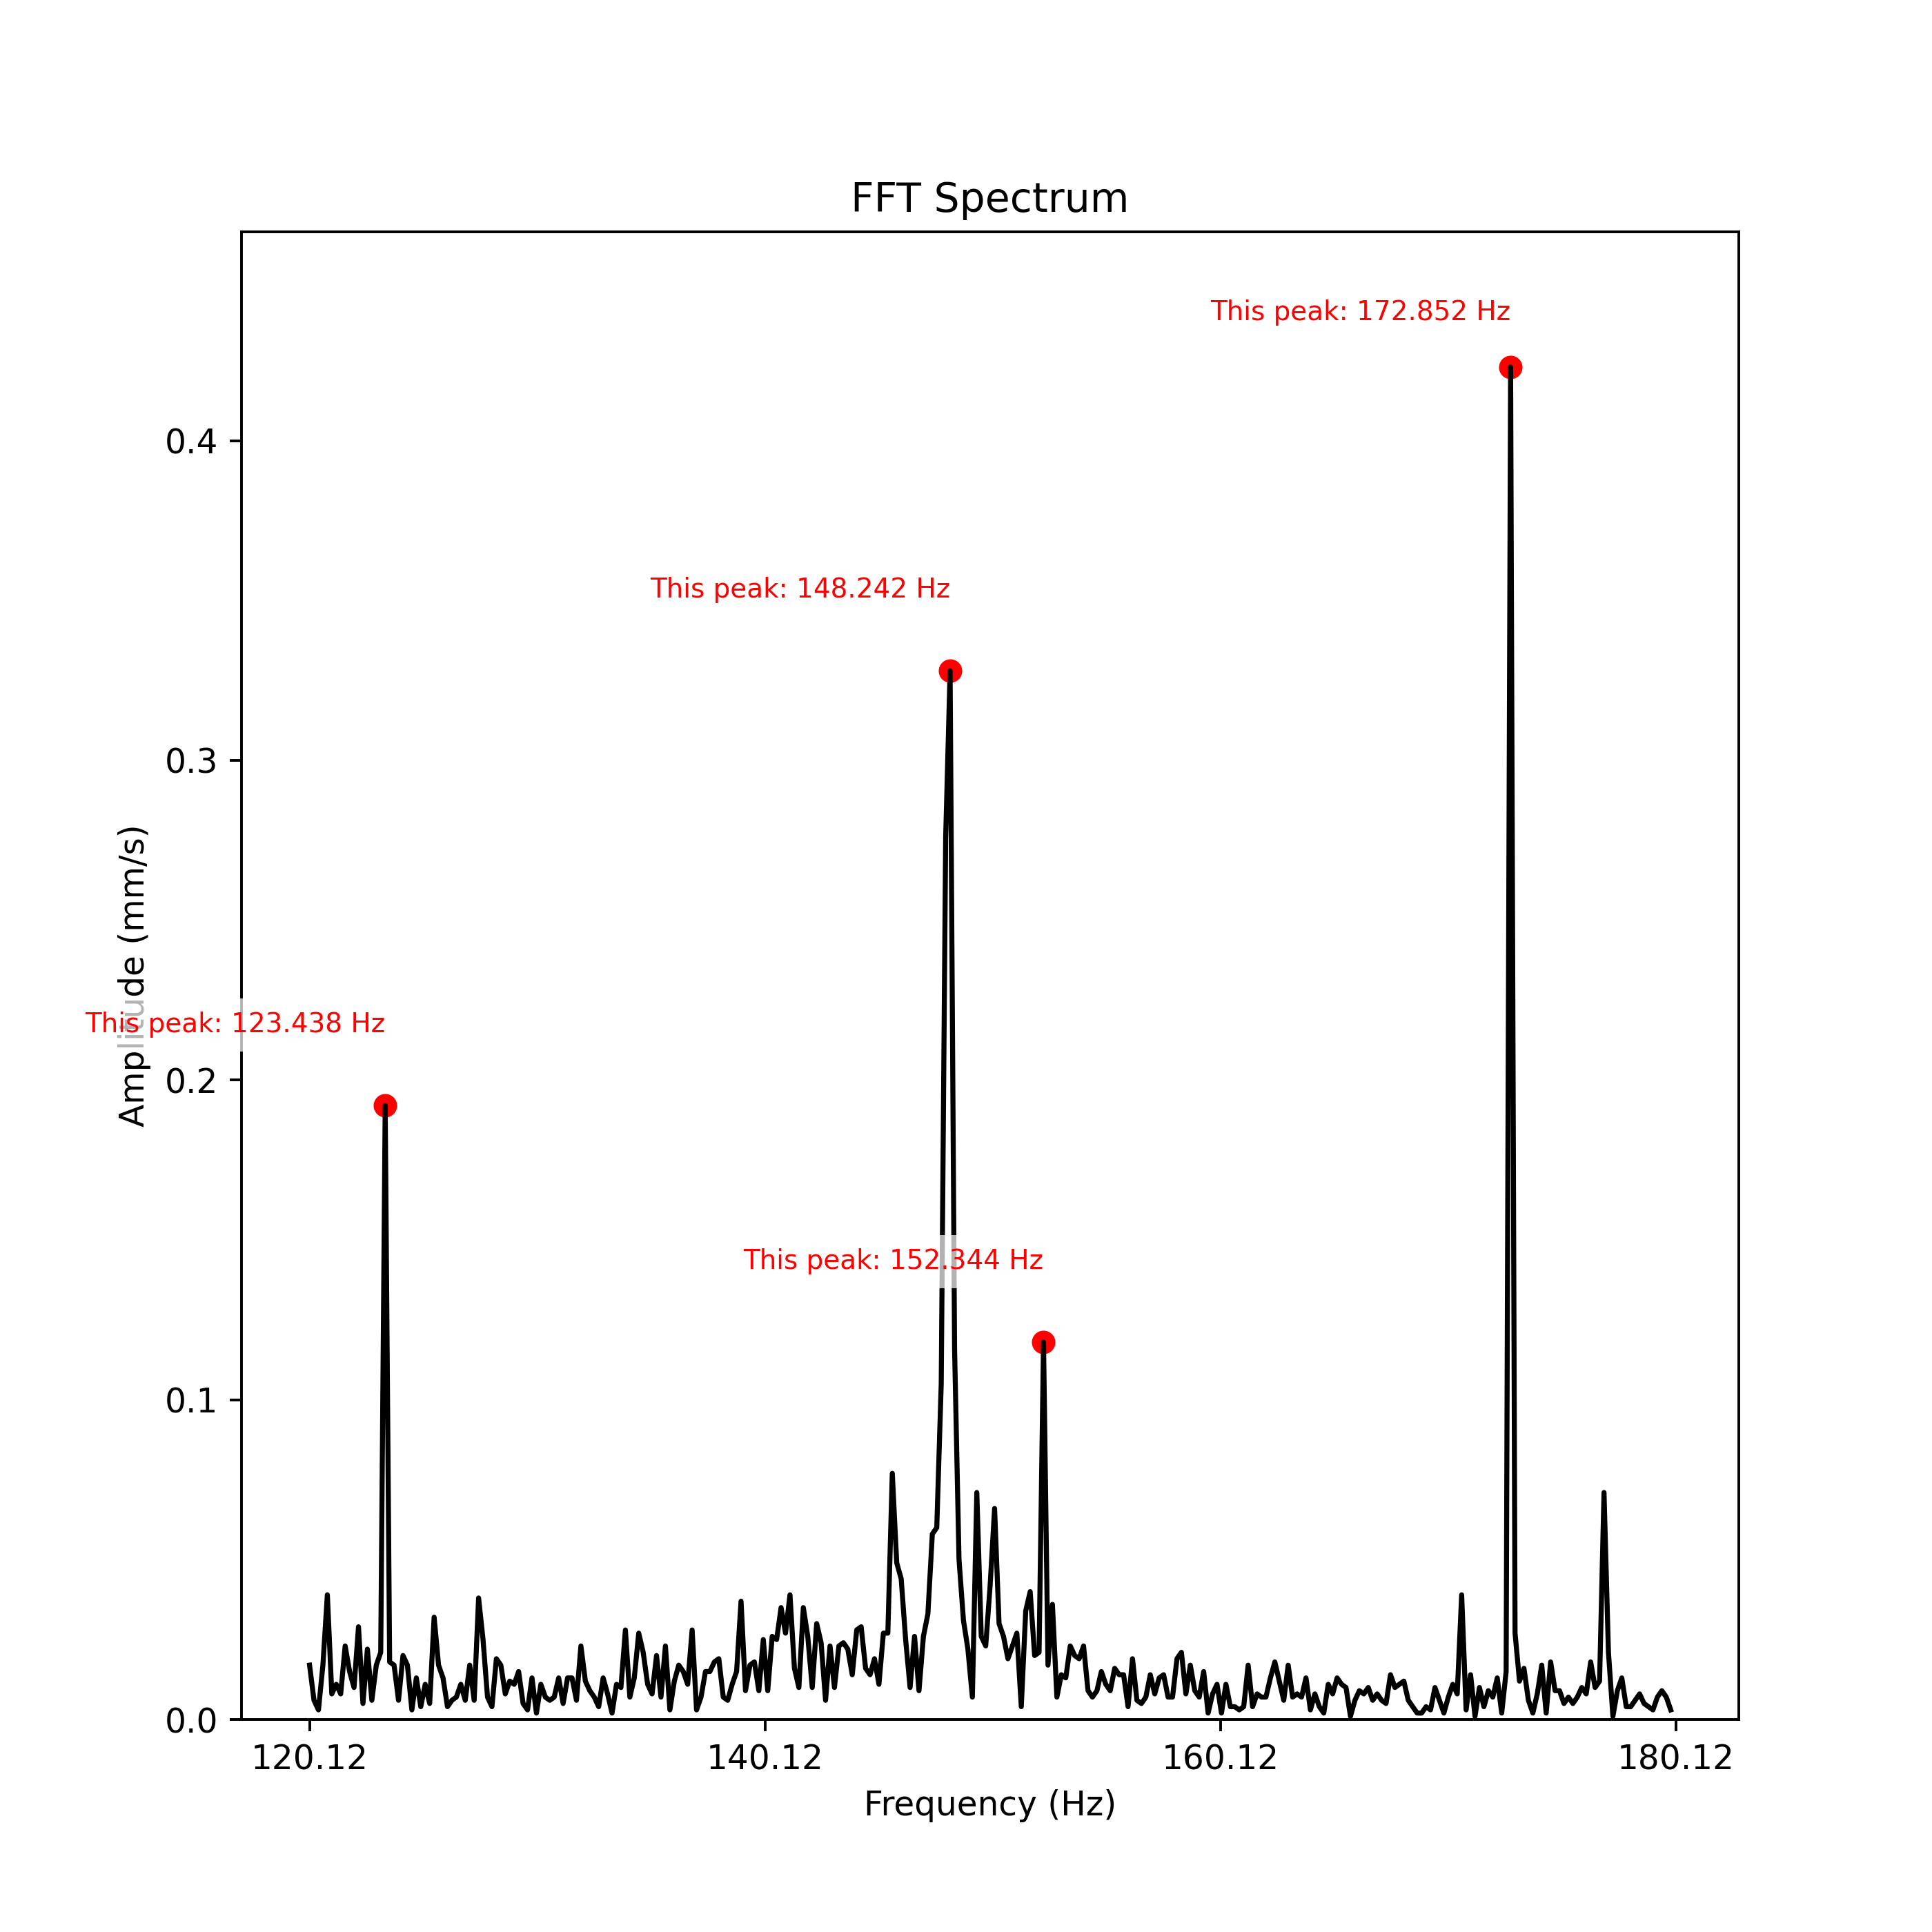 FFT Spectrum
This peak: 172.852 Hz
0.4
This peak: 148.242 Hz
0.3
Amplitude (mm/s)
This peak: 123.438 Hz
0.2
This peak: 152.344 Hz
0.1
0.0
120.12 140.12 160.12 180.12
Frequency (Hz)